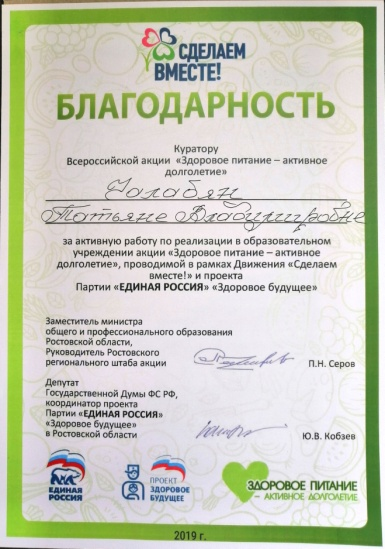 СДЕЛАЕМ
ВМЕСТЕ!
БЛАГОДАРНОСТЬ
Куратору
Всероссийской акции «Здоровое питание – активное
долголетие»
Чалабян
Татьяне Владимировне
за активную работу по реализации в образовательном
учреждении акции «Здоровое питание – активное
долголетие», проводимой в рамках Движения «Сделаем
вместе!» и проекта
Партии «ЕДИНАЯ РОССИЯ» «Здоровое будущее»
Заместитель министра
общего и профессионального образования
Ростовской области,
Руководитель Ростовского
регионального штаба акции
П.Н. Серов
Депутат
Государственной Думы ФС РФ,
координатор проекта
Партии «ЕДИНАЯ РОССИЯ»
«Здоровое будущее»
в Ростовской области
Ю.В. Кобзев
ЕДИНАЯ
РОССИЯ
ПРОЕКТ
ЗДОРОВОЕ
БУДУЩЕЕ
ЗДОРОВОЕ ПИТАНИЕ
– АКТИВНОЕ ДОЛГОЛЕТИЕ
2019 г.